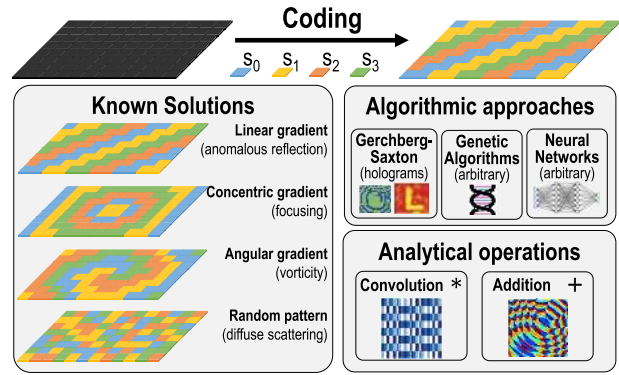 Coding
S0 S1 S2 S3
Known Solutions
Linear gradient
(anomalous reflection)
Concentric gradient
(focusing)
Angular gradient
(vorticity)
Random pattern
(diffuse scattering)
Algorithmic approaches
Gerchberg-
Saxton
(holograms)
Genetic
Algorithms
(arbitrary)
Neural
Networks
(arbitrary)
Analytical operations
Convolution *
Addition +